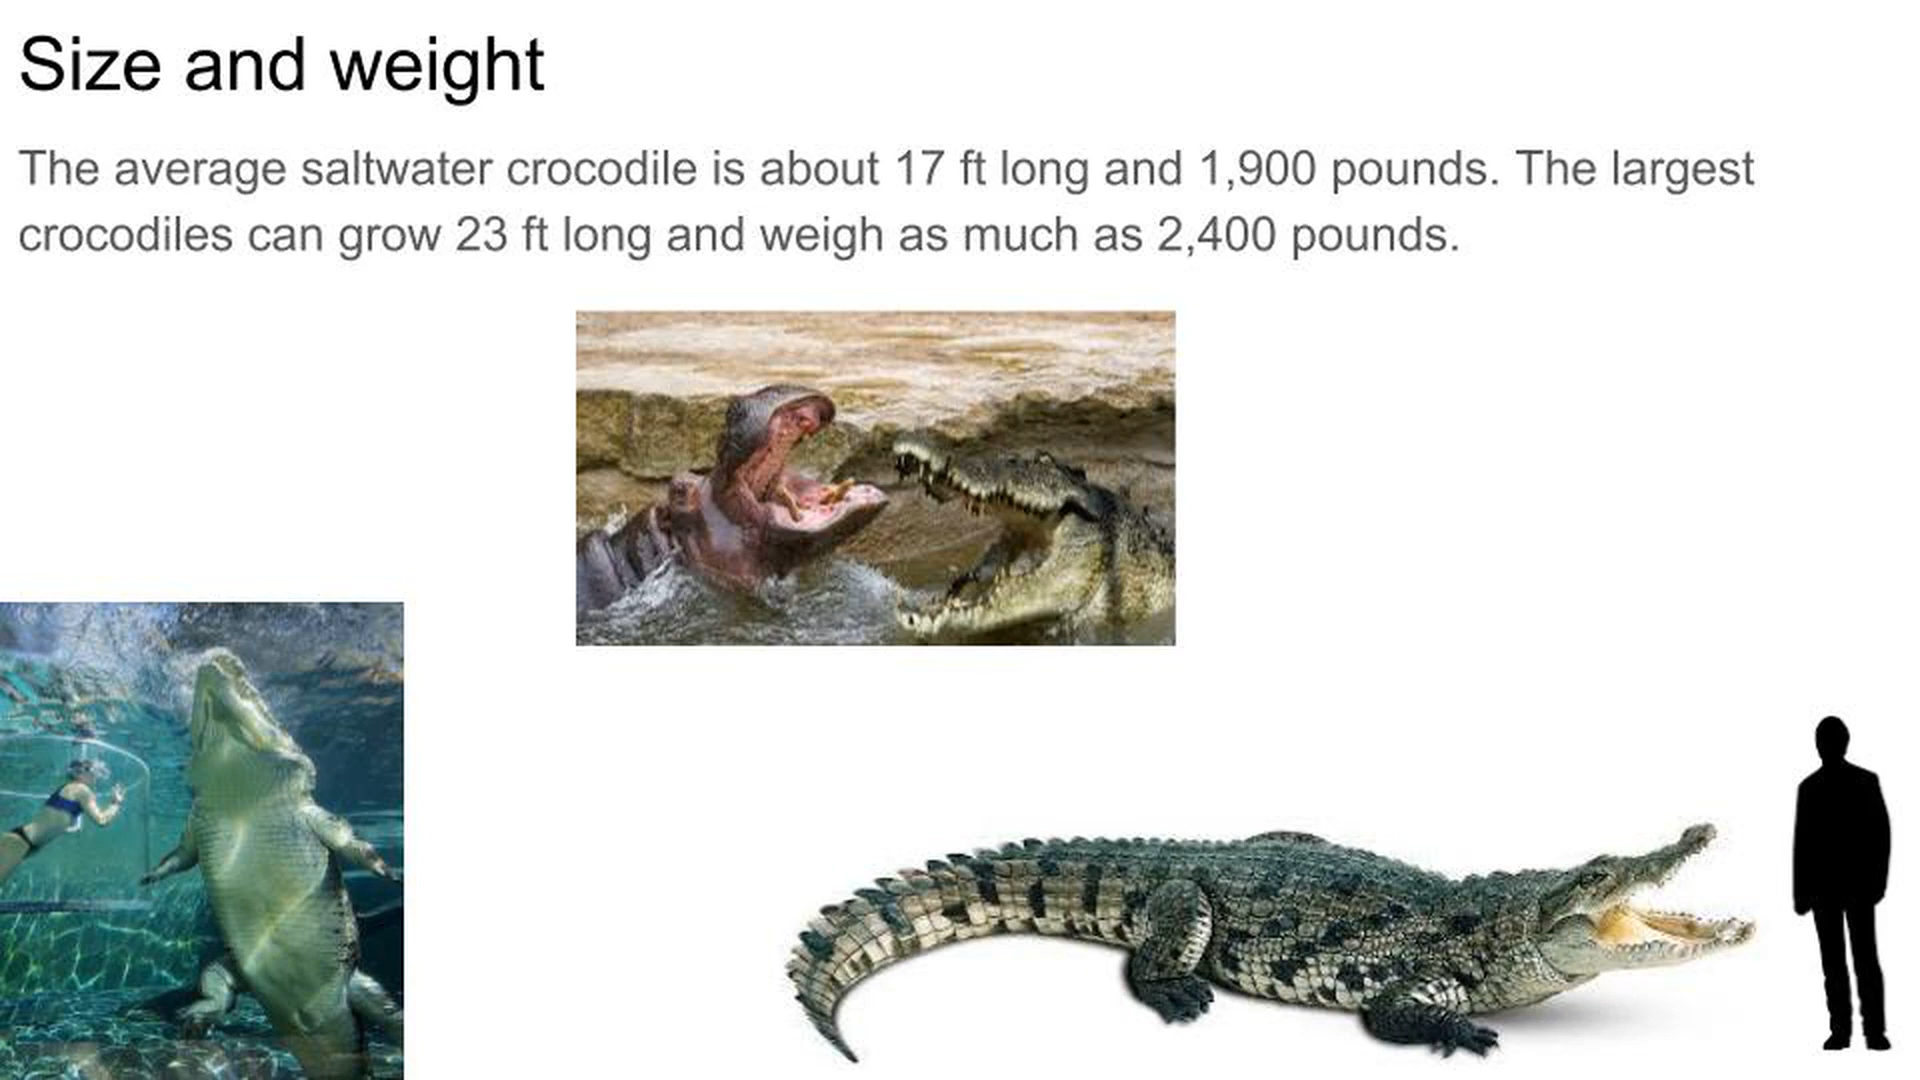 Size and weight
The average saltwater crocodile is about 17 ft long and 1,900 pounds. The largest
crocodiles can grow 23 ft long and weigh as much as 2,400 pounds.